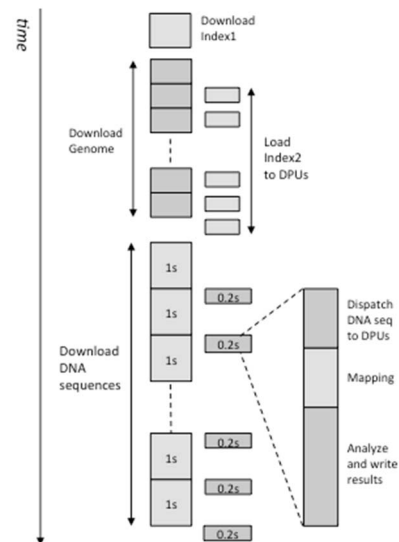 time
Download
Index1
Download
Genome
Load
Index2
to DPUs
Download
DNA
sequences
1s
1s
0.2s
1s
0.2s
1s
0.2s
1s
0.2s
0.2s
Dispatch
DNA seq
to DPUs
Mapping
Analyze
and write
results